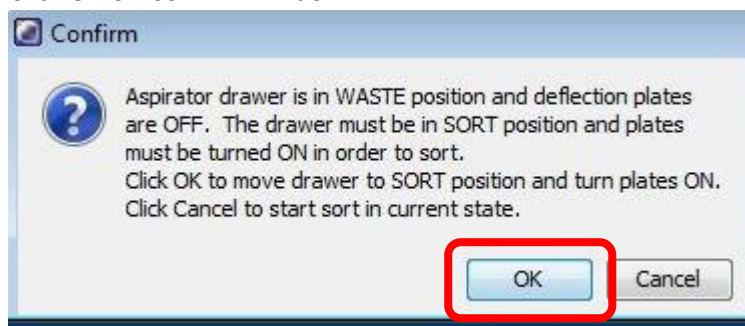 Confirm
Aspirator drawer is in WASTE position and deflection plates
are OFF. The drawer must be in SORT position and plates
must be turned ON in order to sort.
Click OK to move drawer to SORT position and turn plates ON.
Click Cancel to start sort in current state.
OK
Cancel